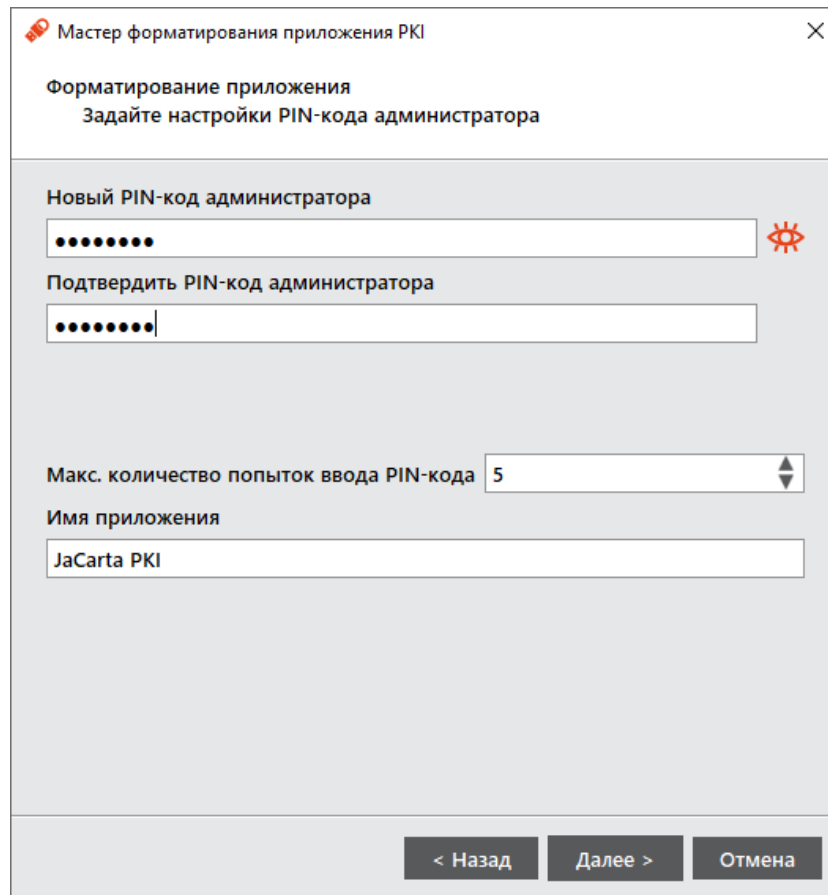 Мастер форматирования приложения PKI
Форматирование приложения
Задайте настройки PIN-кода администратора
Новый PIN-код администратора
●●●●●●●●
Подтвердить PIN-код администратора
●●●●●●●●
Макс. количество попыток ввода PIN-кода 5
Имя приложения
JaCarta PKI
< Назад Далее > Отмена